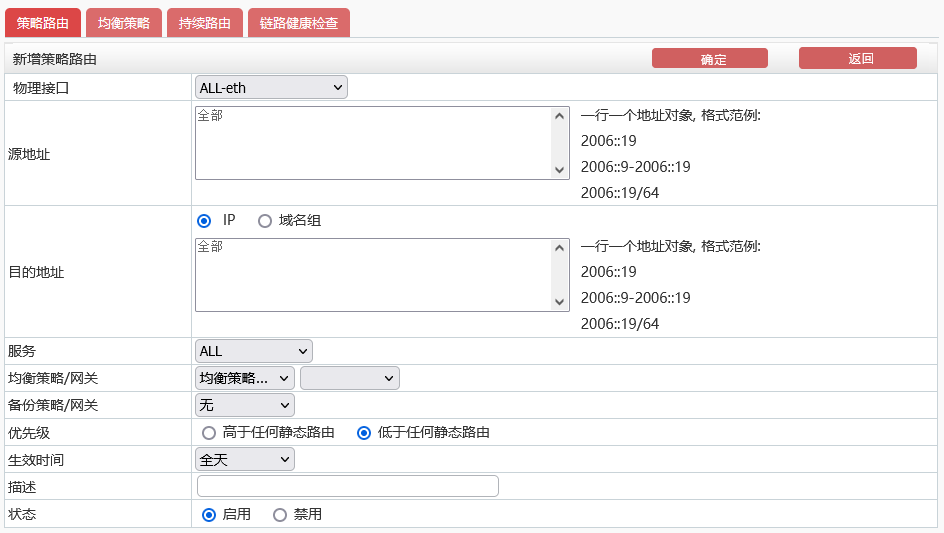 策略路由 均衡策略 持续路由 链路健康检查
新增策略路由 确定 返回
物理接口 ALL-eth
源地址 全部 一行一个地址对象, 格式范例:
2006::19
2006::9-2006::19
2006::19/64
目的地址 IP 域名组
全部 一行一个地址对象, 格式范例:
2006::19
2006::9-2006::19
2006::19/64
服务 ALL
均衡策略/网关 均衡策略...
备份策略/网关 无
优先级 高于任何静态路由 低于任何静态路由
生效时间 全天
描述
状态 启用 禁用